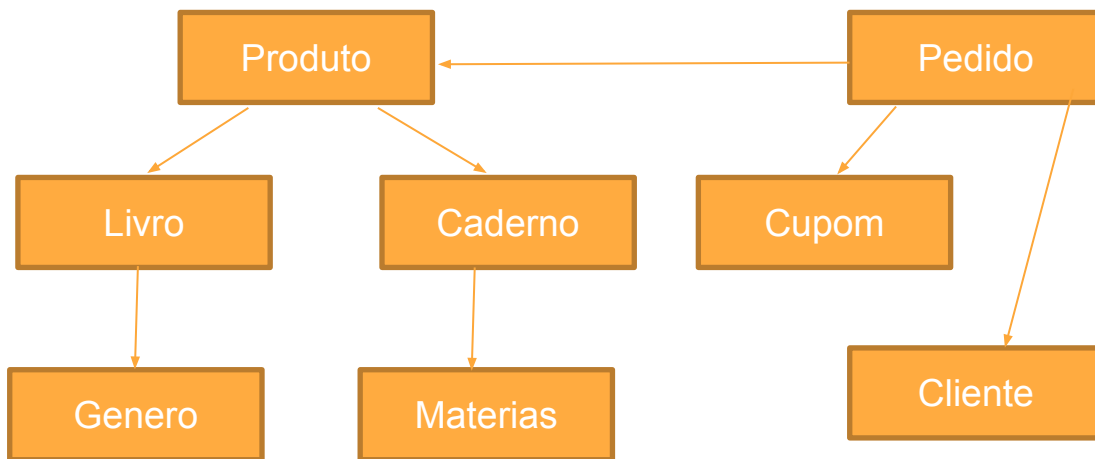 Produto
Pedido
Livro
Caderno
Cupom
Genero
Materias
Cliente